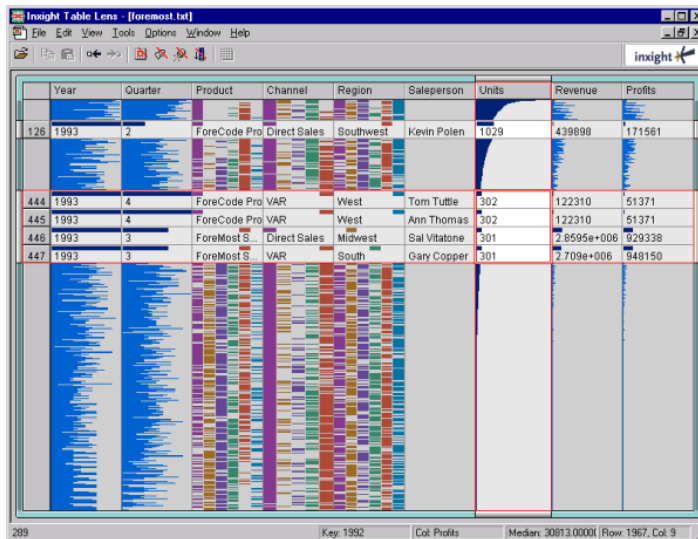 Inxight Table Lens - [foremost.txt]
File Edit View Tools Options Window Help
inxight
Year Quarter Product Channel Region Saleperson Units Revenue Profits
126 1993 2 ForeCode Pro Direct Sales Southwest Kevin Polen 1029 439898 171561
444 1993 4 ForeCode Pro VAR West Tom Tuttle 302 122310 51371
445 1993 4 ForeCode Pro VAR West Ann Thomas 302 122310 51371
446 1993 3 ForeMost S... Direct Sales Midwest Sal Vitatone 301 2.8595e+006 929338
447 1993 3 ForeMost S... VAR South Gary Copper 301 2.709e+006 948150
289 Key: 1992 Col: Profits Median: 30813.0000( Row: 1967, Col: 9